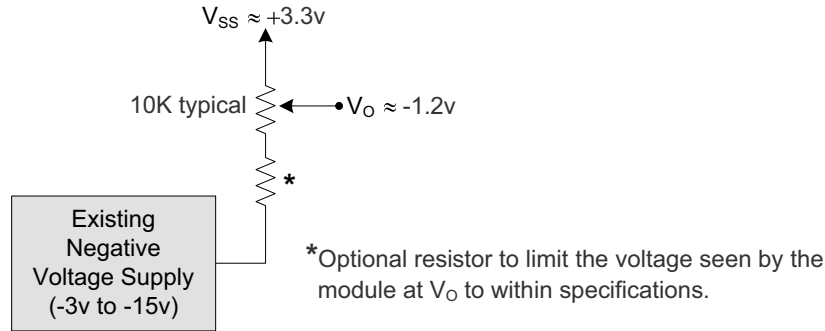 V_SS ≈ +3.3v
10K typical
V_O ≈ -1.2v
*
Existing
Negative
Voltage Supply
(-3v to -15v)
*Optional resistor to limit the voltage seen by the
module at V_O to within specifications.